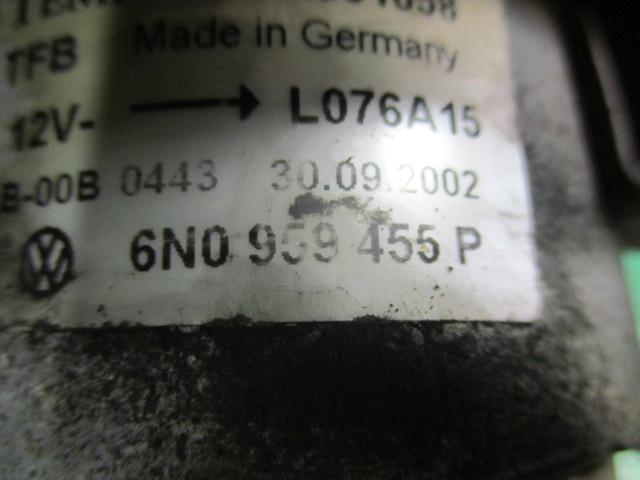 Made in Germany
TFB
12V- L076A15
B-00B 0443 30.09.2002
6N0 959 455 P